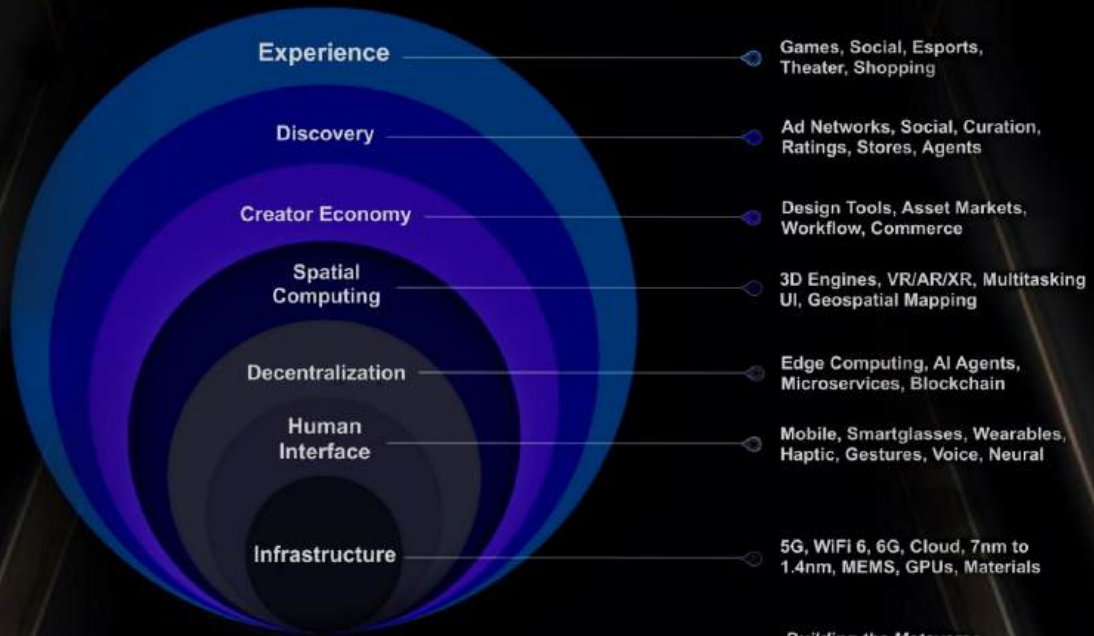 Experience
Games, Social, Esports,
Theater, Shopping
Discovery
Ad Networks, Social, Curation,
Ratings, Stores, Agents
Creator Economy
Design Tools, Asset Markets,
Workflow, Commerce
Spatial
Computing
3D Engines, VR/AR/XR, Multitasking
UI, Geospatial Mapping
Decentralization
Edge Computing, AI Agents,
Microservices, Blockchain
Human
Interface
Mobile, Smartglasses, Wearables,
Haptic, Gestures, Voice, Neural
Infrastructure
5G, WiFi 6, 6G, Cloud, 7nm to
1.4nm, MEMS, GPUs, Materials
Building the